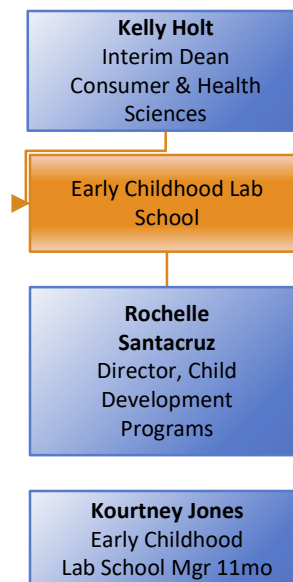 Kelly Holt
Interim Dean
Consumer & Health
Sciences
Early Childhood Lab
School
Rochelle
Santacruz
Director, Child
Development
Programs
Kourtney Jones
Early Childhood
Lab School Mgr 11mo